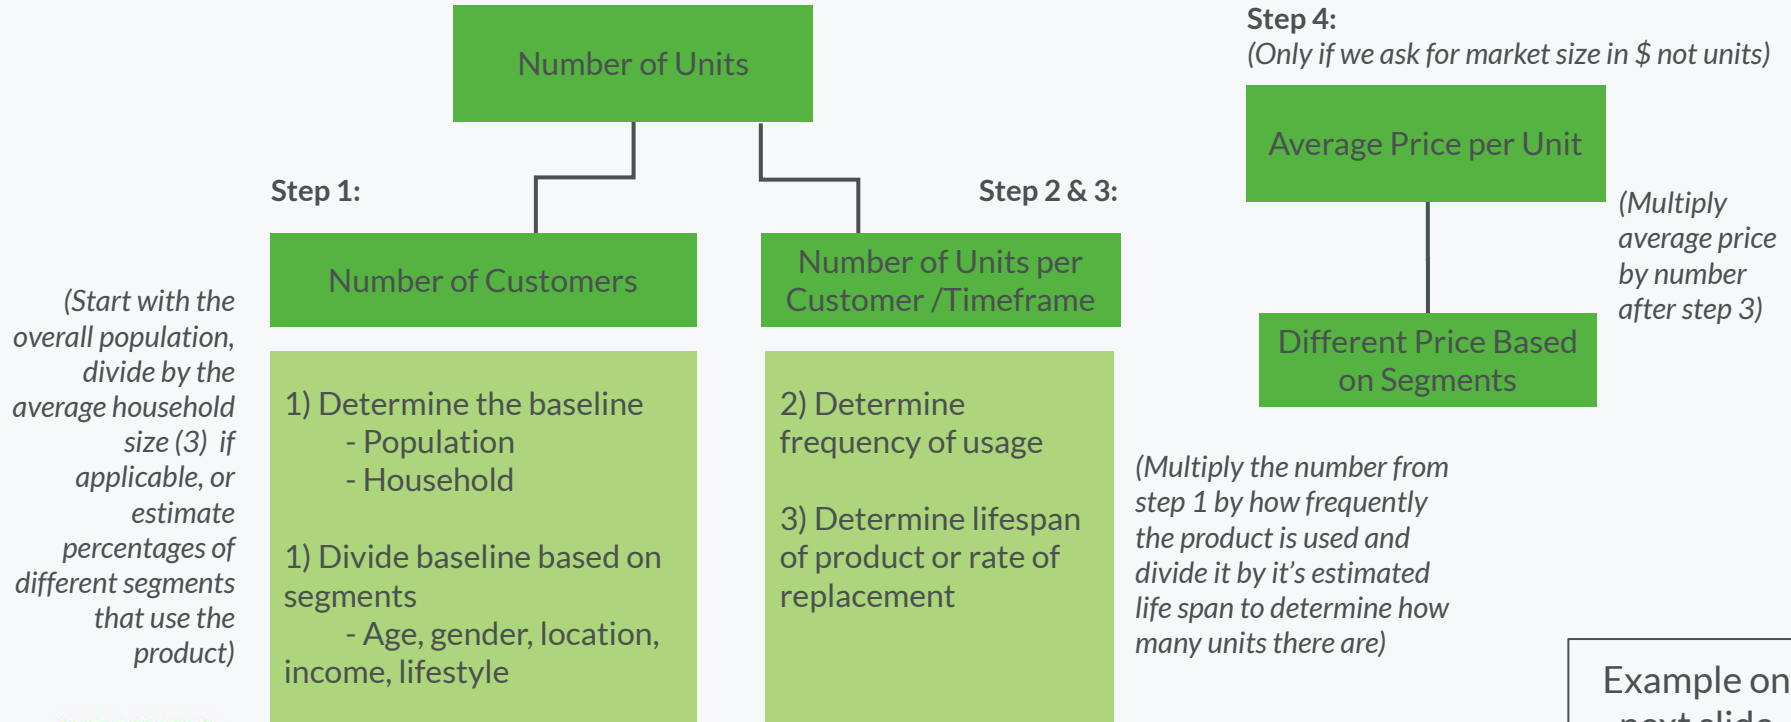 Number of Units
Step 1:
Number of Customers
(Start with the
overall population,
divide by the
average household
size (3) if
applicable, or
estimate
percentages of
different segments
that use the
product)
1) Determine the baseline
- Population
- Household
1) Divide baseline based on
segments
- Age, gender, location,
income, lifestyle
Step 2 & 3:
Number of Units per
Customer /Timeframe
2) Determine
frequency of usage
3) Determine lifespan
of product or rate of
replacement
(Multiply the number from
step 1 by how frequently
the product is used and
divide it by it's estimated
life span to determine how
many units there are)
Step 4:
(Only if we ask for market size in $ not units)
Average Price per Unit
(Multiply
average price
by number
after step 3)
Different Price Based
on Segments
Example on
next slide